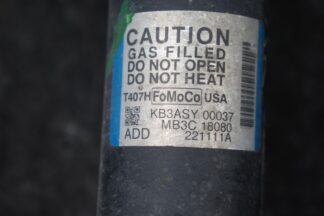 CAUTION
GAS FILLED
DO NOT OPEN
DO NOT HEAT
T407H FoMoCo USA
KB3ASY 00037
MB3C 18080
ADD 221111A